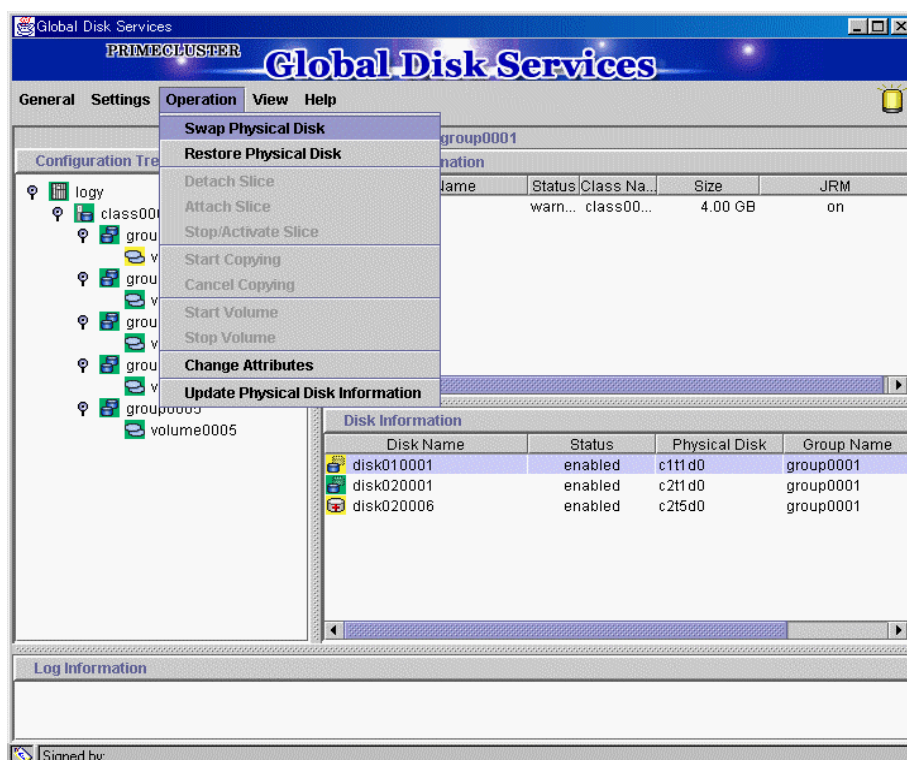 Global Disk Services
PRIMECLUSTER
Global Disk Services
General Settings Operation View Help
Swap Physical Disk
Restore Physical Disk
Detach Slice
Attach Slice
Stop/Activate Slice
Start Copying
Cancel Copying
Start Volume
Stop Volume
Change Attributes
Update Physical Disk Information
group0001
Configuration Tre
logy
class00
grou
v
grou
v
grou
v
grou
v
group0005
volume0005
mation
Name Status Class Na... Size JRM
warn... class00... 4.00 GB on
Disk Information
Disk Name Status Physical Disk Group Name
disk010001 enabled c1t1d0 group0001
disk020001 enabled c2t1d0 group0001
disk020006 enabled c2t5d0 group0001
Log Information
Signed by: